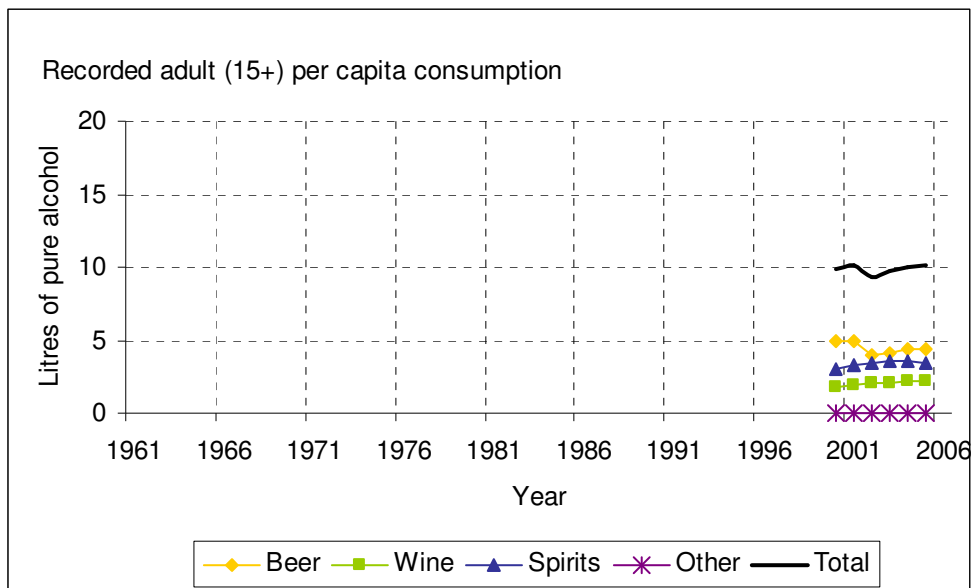 Recorded adult (15+) per capita consumption
Litres of pure alcohol
20
15
10
5
0
1961 1966 1971 1976 1981 1986 1991 1996 2001 2006
Year
Beer Wine Spirits Other Total